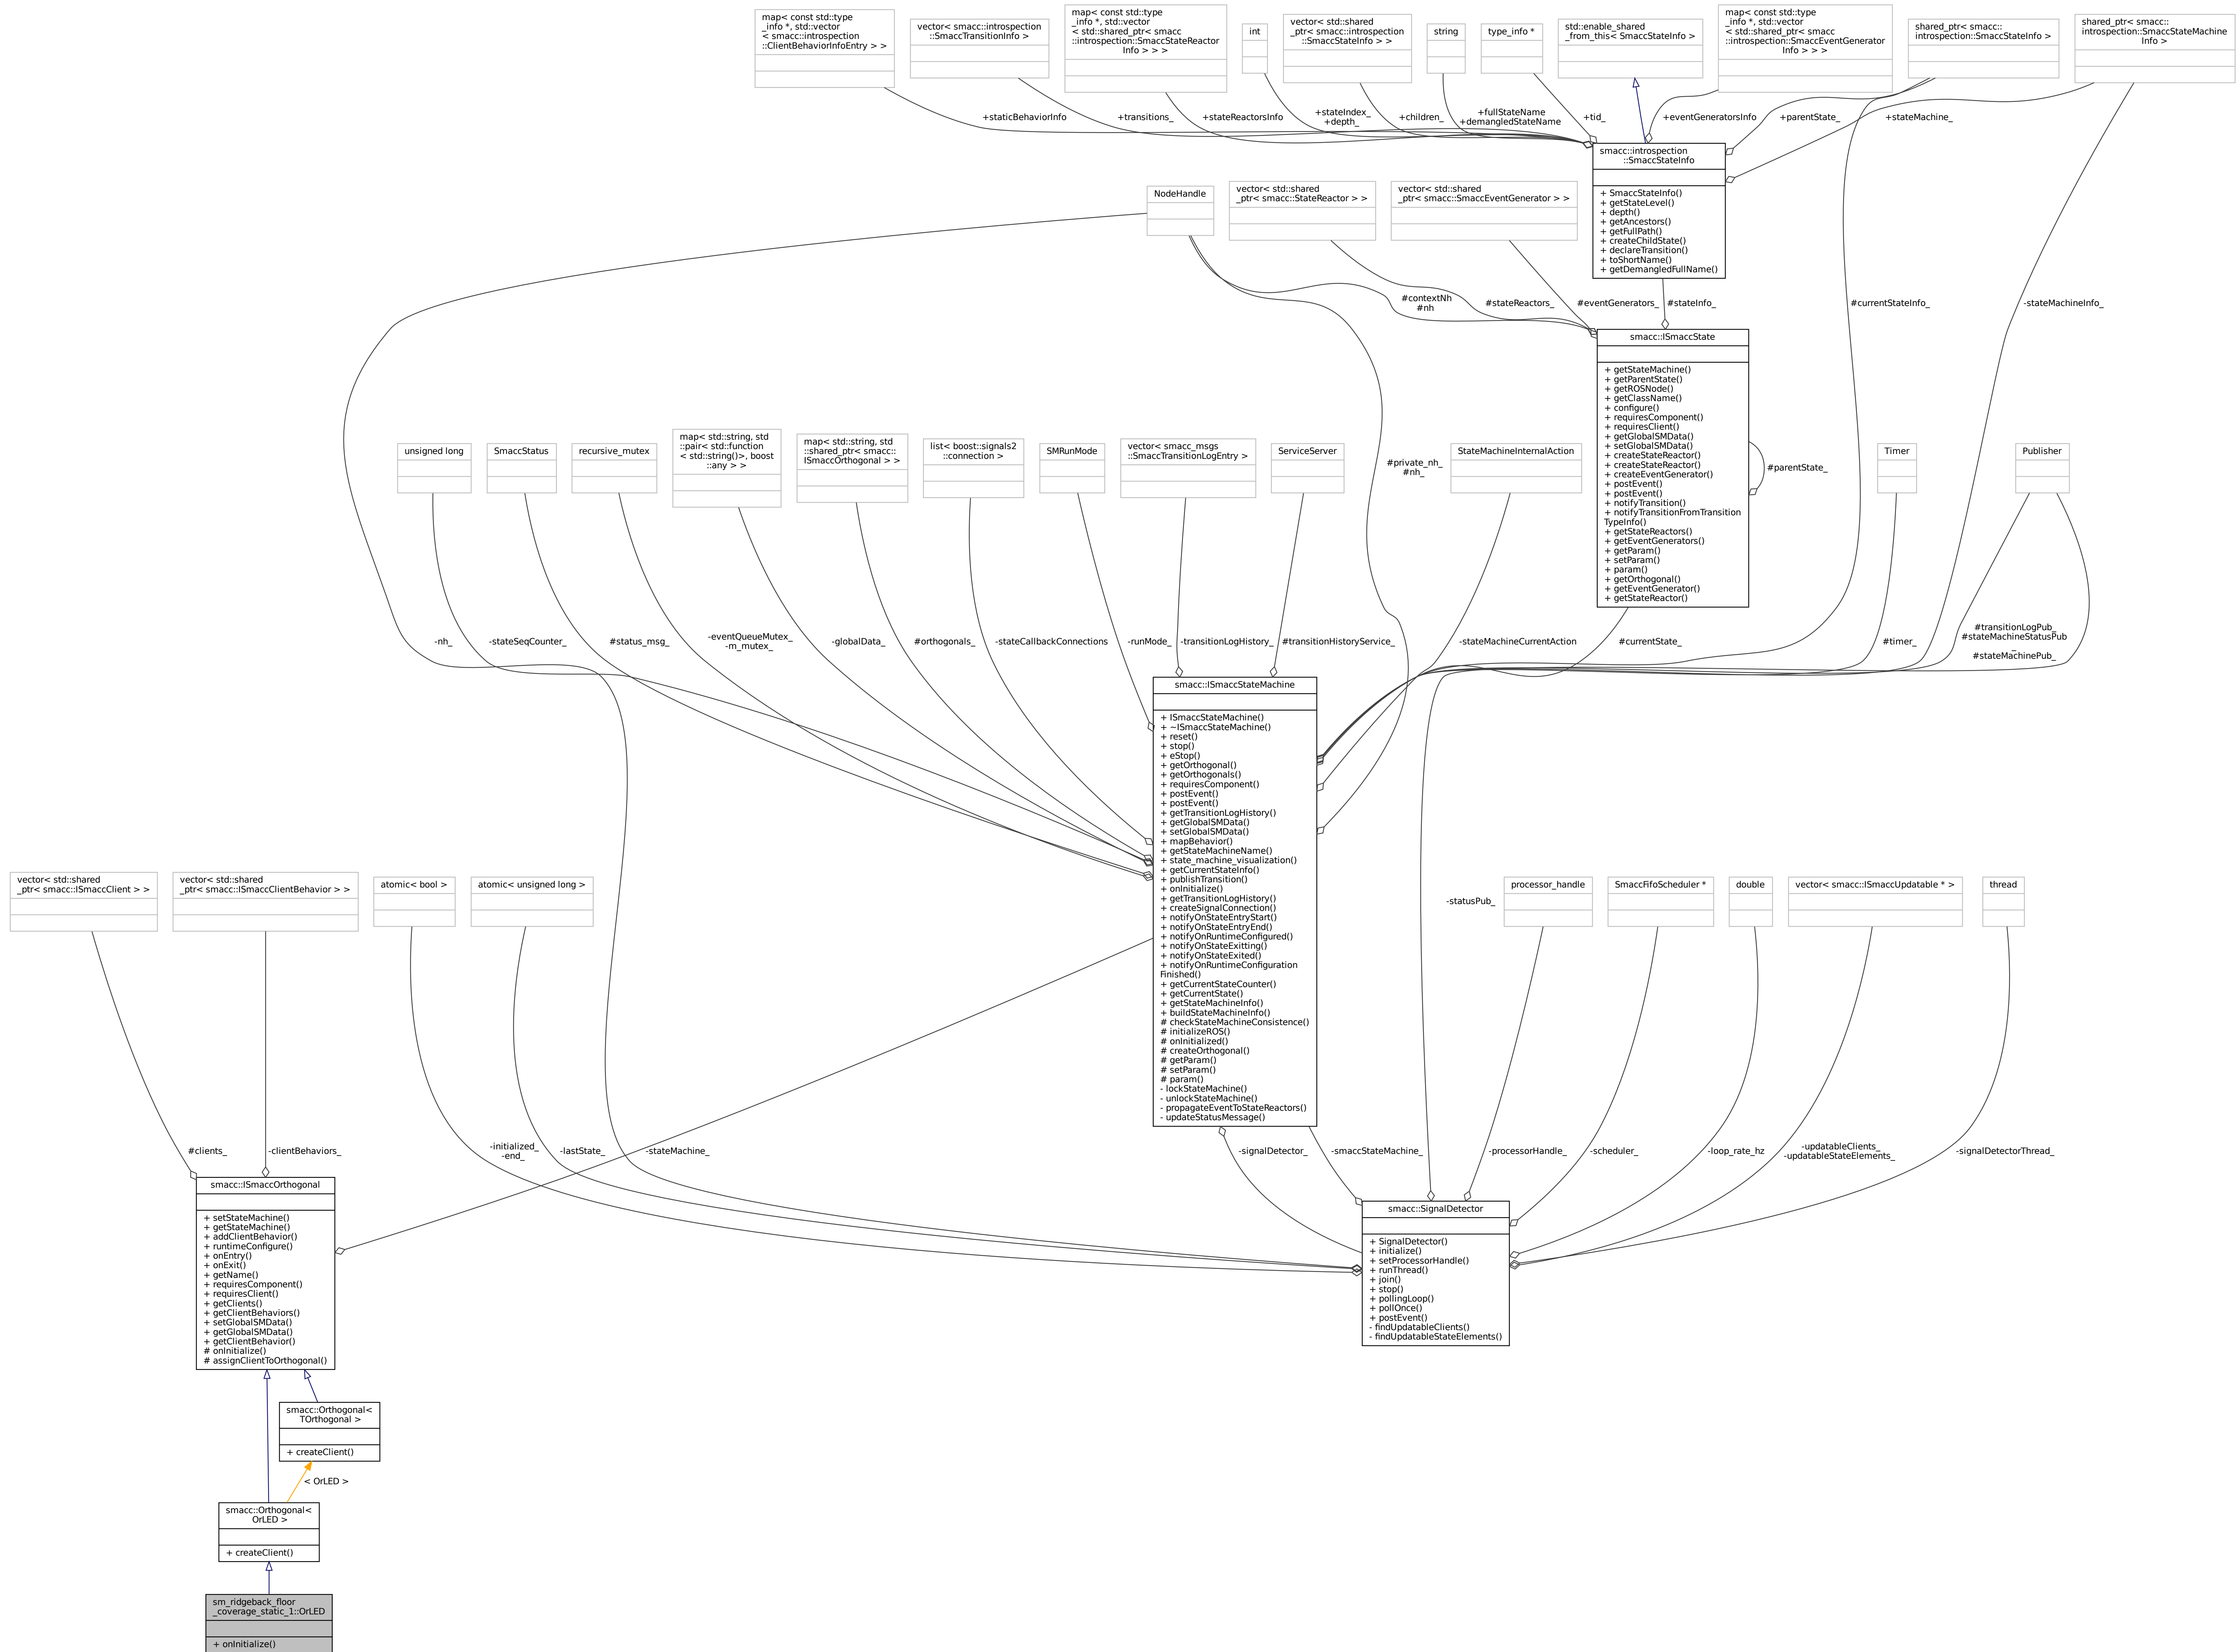 map< const std::type
_info *, std::vector
< smacc::introspection
::ClientBehaviorInfoEntry > >
vector< smacc::introspection
::SmaccTransitionInfo >
map< const std::type
_info *, std::vector
< std::shared_ptr< smacc
::introspection::SmaccStateReactor
Info > > >
int
vector< std::shared
_ptr< smacc::introspection
::SmaccStateInfo > >
string
type_info *
std::enable_shared
_from_this< SmaccStateInfo >
map< const std::type
_info *, std::vector
< std::shared_ptr< smacc
::introspection::SmaccEventGenerator
Info > > >
shared_ptr< smacc::
introspection::SmaccStateInfo >
shared_ptr< smacc::
introspection::SmaccStateMachine
Info >
+staticBehaviorInfo
+transitions_
+stateReactorsInfo
+stateIndex_
+depth_
+children_
+fullStateName
+demangledStateName
+tid_
+eventGeneratorsInfo
+parentState_
+stateMachine_
smacc::introspection
::SmaccStateInfo
+ SmaccStateInfo()
+ getStateLevel()
+ depth()
+ getAncestors()
+ getFullPath()
+ createChildState()
+ declareTransition()
+ toShortName()
+ getDemangledFullName()
NodeHandle
vector< std::shared
_ptr< smacc::StateReactor > >
vector< std::shared
_ptr< smacc::SmaccEventGenerator > >
#contextNh
#nh
#stateReactors_
#eventGenerators_
#stateInfo_
#currentStateInfo_
-stateMachineInfo_
smacc::ISmaccState
+ getStateMachine()
+ getParentState()
+ getROSNode()
+ getClassName()
+ configure()
+ requiresComponent()
+ requiresClient()
+ getGlobalSMData()
+ setGlobalSMData()
+ createStateReactor()
+ createStateReactor()
+ createEventGenerator()
+ postEvent()
+ postEvent()
+ notifyTransition()
+ notifyTransitionFromTransition
TypeInfo()
+ getStateReactors()
+ getEventGenerators()
+ getParam()
+ setParam()
+ param()
+ getOrthogonal()
+ getEventGenerator()
+ getStateReactor()
#parentState_
unsigned long
SmaccStatus
recursive_mutex
map< std::string, std
::pair< std::function
< std::string()>, boost
::any > >
map< std::string, std
::shared_ptr< smacc::
ISmaccOrthogonal > >
list< boost::signals2
::connection >
SMRunMode
vector< smacc_msgs
::SmaccTransitionLogEntry >
ServiceServer
#private_nh_
#nh_
StateMachineInternalAction
Timer
Publisher
-nh_
-stateSeqCounter_
#status_msg_
-eventQueueMutex_
-m_mutex_
-globalData_
#orthogonals_
-stateCallbackConnections
-runMode_
-transitionLogHistory_
#transitionHistoryService_
-stateMachineCurrentAction
#currentState_
#timer_
#transitionLogPub_
#stateMachineStatusPub
_
#stateMachinePub_
smacc::ISmaccStateMachine
+ ISmaccStateMachine()
+ ~ISmaccStateMachine()
+ reset()
+ stop()
+ eStop()
+ getOrthogonal()
+ getOrthogonals()
+ requiresComponent()
+ postEvent()
+ postEvent()
+ getTransitionLogHistory()
+ getGlobalSMData()
+ setGlobalSMData()
+ mapBehavior()
+ getStateMachineName()
+ state_machine_visualization()
+ getCurrentStateInfo()
+ publishTransition()
+ onInitialize()
+ getTransitionLogHistory()
+ createSignalConnection()
+ notifyOnStateEntryStart()
+ notifyOnStateEntryEnd()
+ notifyOnRuntimeConfigured()
+ notifyOnStateExitting()
+ notifyOnStateExited()
+ notifyOnRuntimeConfiguration
Finished()
+ getCurrentStateCounter()
+ getCurrentState()
+ getStateMachineInfo()
+ buildStateMachineInfo()
# checkStateMachineConsistence()
# initializeROS()
# onInitialized()
# createOrthogonal()
# getParam()
# setParam()
# param()
- lockStateMachine()
- unlockStateMachine()
- propagateEventToStateReactors()
- updateStatusMessage()
vector< std::shared
_ptr< smacc::ISmaccClient > >
vector< std::shared
_ptr< smacc::ISmaccClientBehavior > >
atomic< bool >
atomic< unsigned long >
-statusPub_
processor_handle
SmaccFifoScheduler *
double
vector< smacc::ISmaccUpdatable * >
thread
#clients_
-clientBehaviors_
-initialized_
-end_
-lastState_
-stateMachine_
-signalDetector_
-smaccStateMachine_
-processorHandle_
-scheduler_
-loop_rate_hz
-updatableClients_
-updatableStateElements_
-signalDetectorThread_
smacc::ISmaccOrthogonal
+ setStateMachine()
+ getStateMachine()
+ addClientBehavior()
+ runtimeConfigure()
+ onEntry()
+ onExit()
+ getName()
+ requiresComponent()
+ requiresClient()
+ getClients()
+ getClientBehaviors()
+ setGlobalSMData()
+ getGlobalSMData()
+ getClientBehavior()
# onInitialize()
# assignClientToOrthogonal()
smacc::SignalDetector
+ SignalDetector()
+ initialize()
+ setProcessorHandle()
+ runThread()
+ join()
+ stop()
+ pollingLoop()
+ pollOnce()
+ postEvent()
- findUpdatableClients()
- findUpdatableStateElements()
smacc::Orthogonal<
TOrthogonal >
+ createClient()
< OrLED >
smacc::Orthogonal<
OrLED >
+ createClient()
sm_ridgeback_floor
_coverage_static_1::OrLED
+ onInitialize()